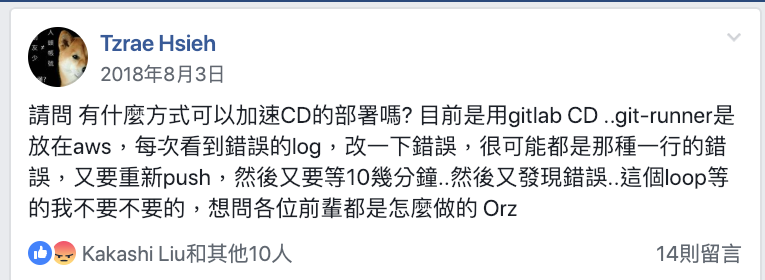 Tzrae Hsieh
2018年8月3日
請問 有什麼方式可以加速CD的部署嗎? 目前是用gitlab CD ..git-runner是
放在aws，每次看到錯誤的log，改一下錯誤，很可能都是那種一行的錯
誤，又要重新push，然後又要等10幾分鐘..然後又發現錯誤..這個loop等
的我不要不要的，想問各位前輩都是怎麼做的 Orz
Kakashi Liu和其他10人
14則留言